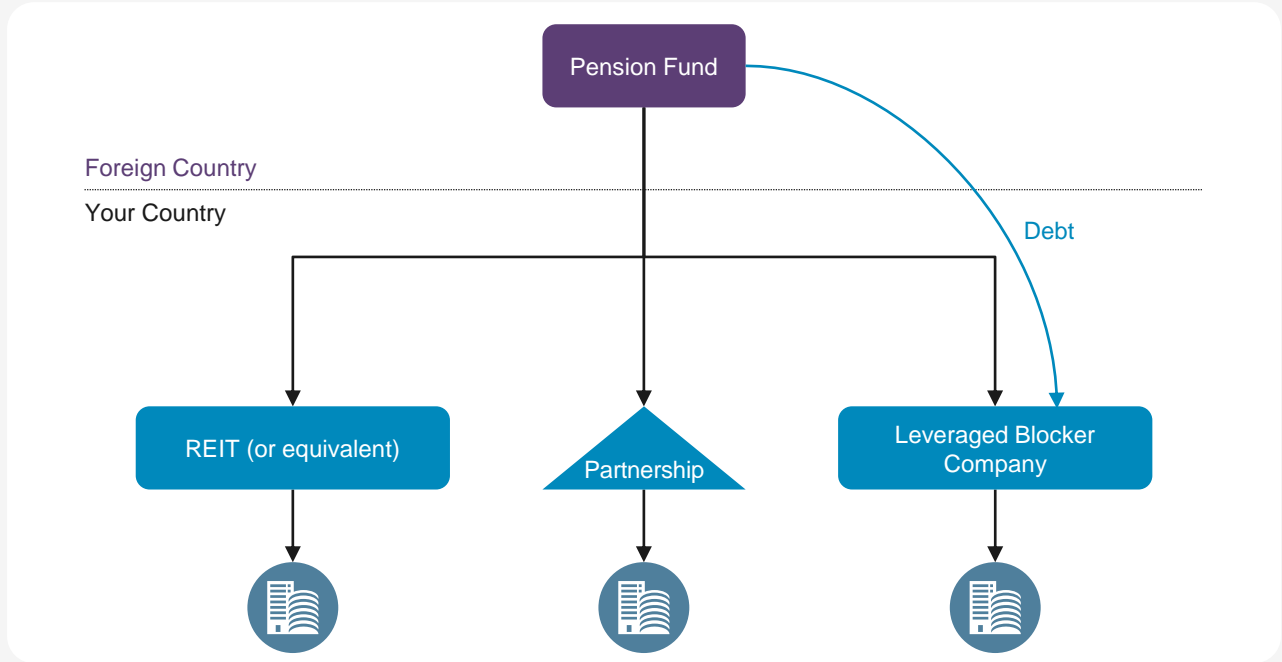 Pension Fund
Foreign Country
Your Country
Debt
REIT (or equivalent)
Partnership
Leveraged Blocker
Company